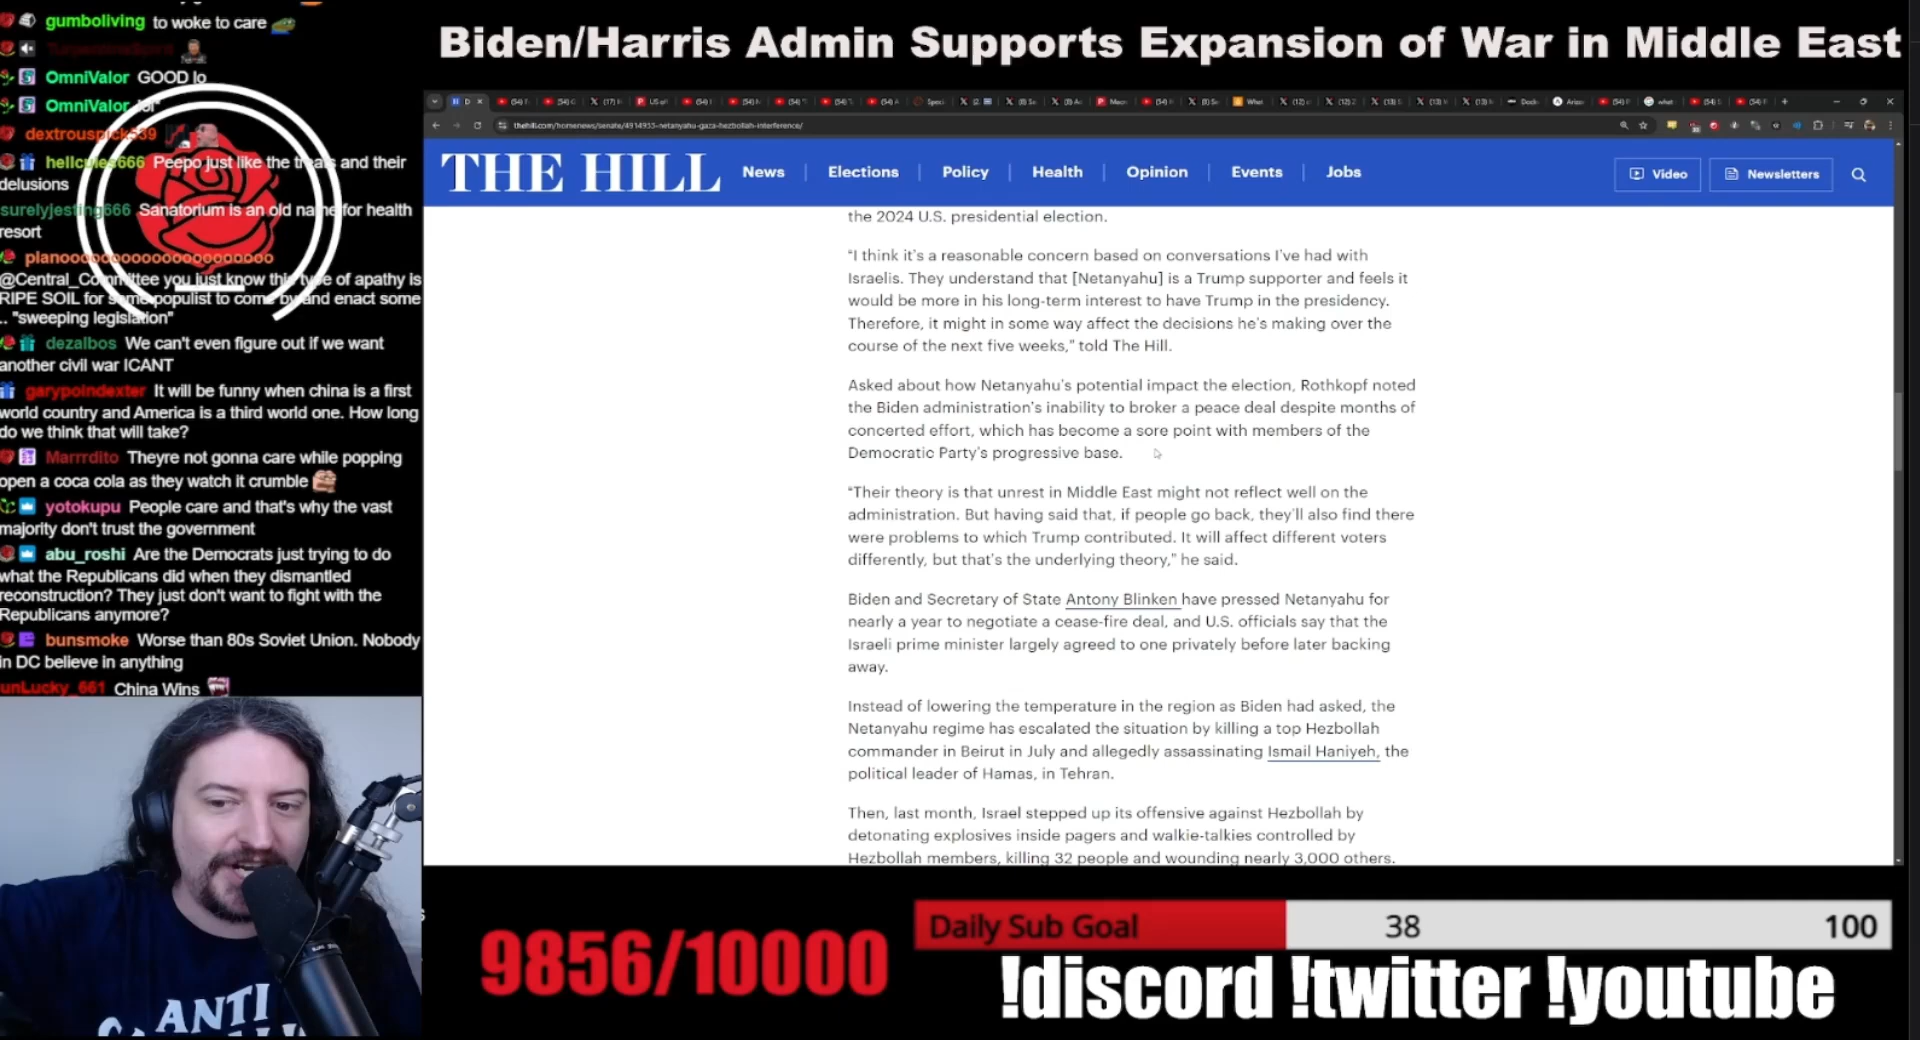 Biden/Harris Admin Supports Expansion of War in Middle East
gumboliving to woke to care
OmniValor GOOD lo
OmniValor lol*
hellcules666 Peepo just like the treats and their
delusions
surelyjesting666 Sanatorium is an old name for health
resort
@Central_Committee you just know this type of apathy is
RIPE SOIL for some populist to come by and enact some
.. "sweeping legislation"
dezalbos We can't even figure out if we want
another civil war ICANT
garypoindexter It will be funny when china is a first
world country and America is a third world one. How long
do we think that will take?
Marrrdito Theyre not gonna care while popping
open a coca cola as they watch it crumble
yotokupu People care and that's why the vast
majority don't trust the government
abu_roshi Are the Democrats just trying to do
what the Republicans did when they dismantled
reconstruction? They just don't want to fight with the
Republicans anymore?
bunsmoke Worse than 80s Soviet Union. Nobody
in DC believe in anything
unLucky_661 China Wins
thehill.com/homenews/senate/4914953-netanyahu-gaza-hezbollah-interference/
THE HILL News Elections Policy Health Opinion Events Jobs Video Newsletters
the 2024 U.S. presidential election.
“I think it’s a reasonable concern based on conversations I’ve had with
Israelis. They understand that [Netanyahu] is a Trump supporter and feels it
would be more in his long-term interest to have Trump in the presidency.
Therefore, it might in some way affect the decisions he’s making over the
course of the next five weeks,” told The Hill.
Asked about how Netanyahu’s potential impact the election, Rothkopf noted
the Biden administration’s inability to broker a peace deal despite months of
concerted effort, which has become a sore point with members of the
Democratic Party’s progressive base.
“Their theory is that unrest in Middle East might not reflect well on the
administration. But having said that, if people go back, they’ll also find there
were problems to which Trump contributed. It will affect different voters
differently, but that’s the underlying theory,” he said.
Biden and Secretary of State Antony Blinken have pressed Netanyahu for
nearly a year to negotiate a cease-fire deal, and U.S. officials say that the
Israeli prime minister largely agreed to one privately before later backing
away.
Instead of lowering the temperature in the region as Biden had asked, the
Netanyahu regime has escalated the situation by killing a top Hezbollah
commander in Beirut in July and allegedly assassinating Ismail Haniyeh, the
political leader of Hamas, in Tehran.
Then, last month, Israel stepped up its offensive against Hezbollah by
detonating explosives inside pagers and walkie-talkies controlled by
Hezbollah members, killing 32 people and wounding nearly 3,000 others.
ANTI
9856/10000
Daily Sub Goal 38 100
!discord !twitter !youtube